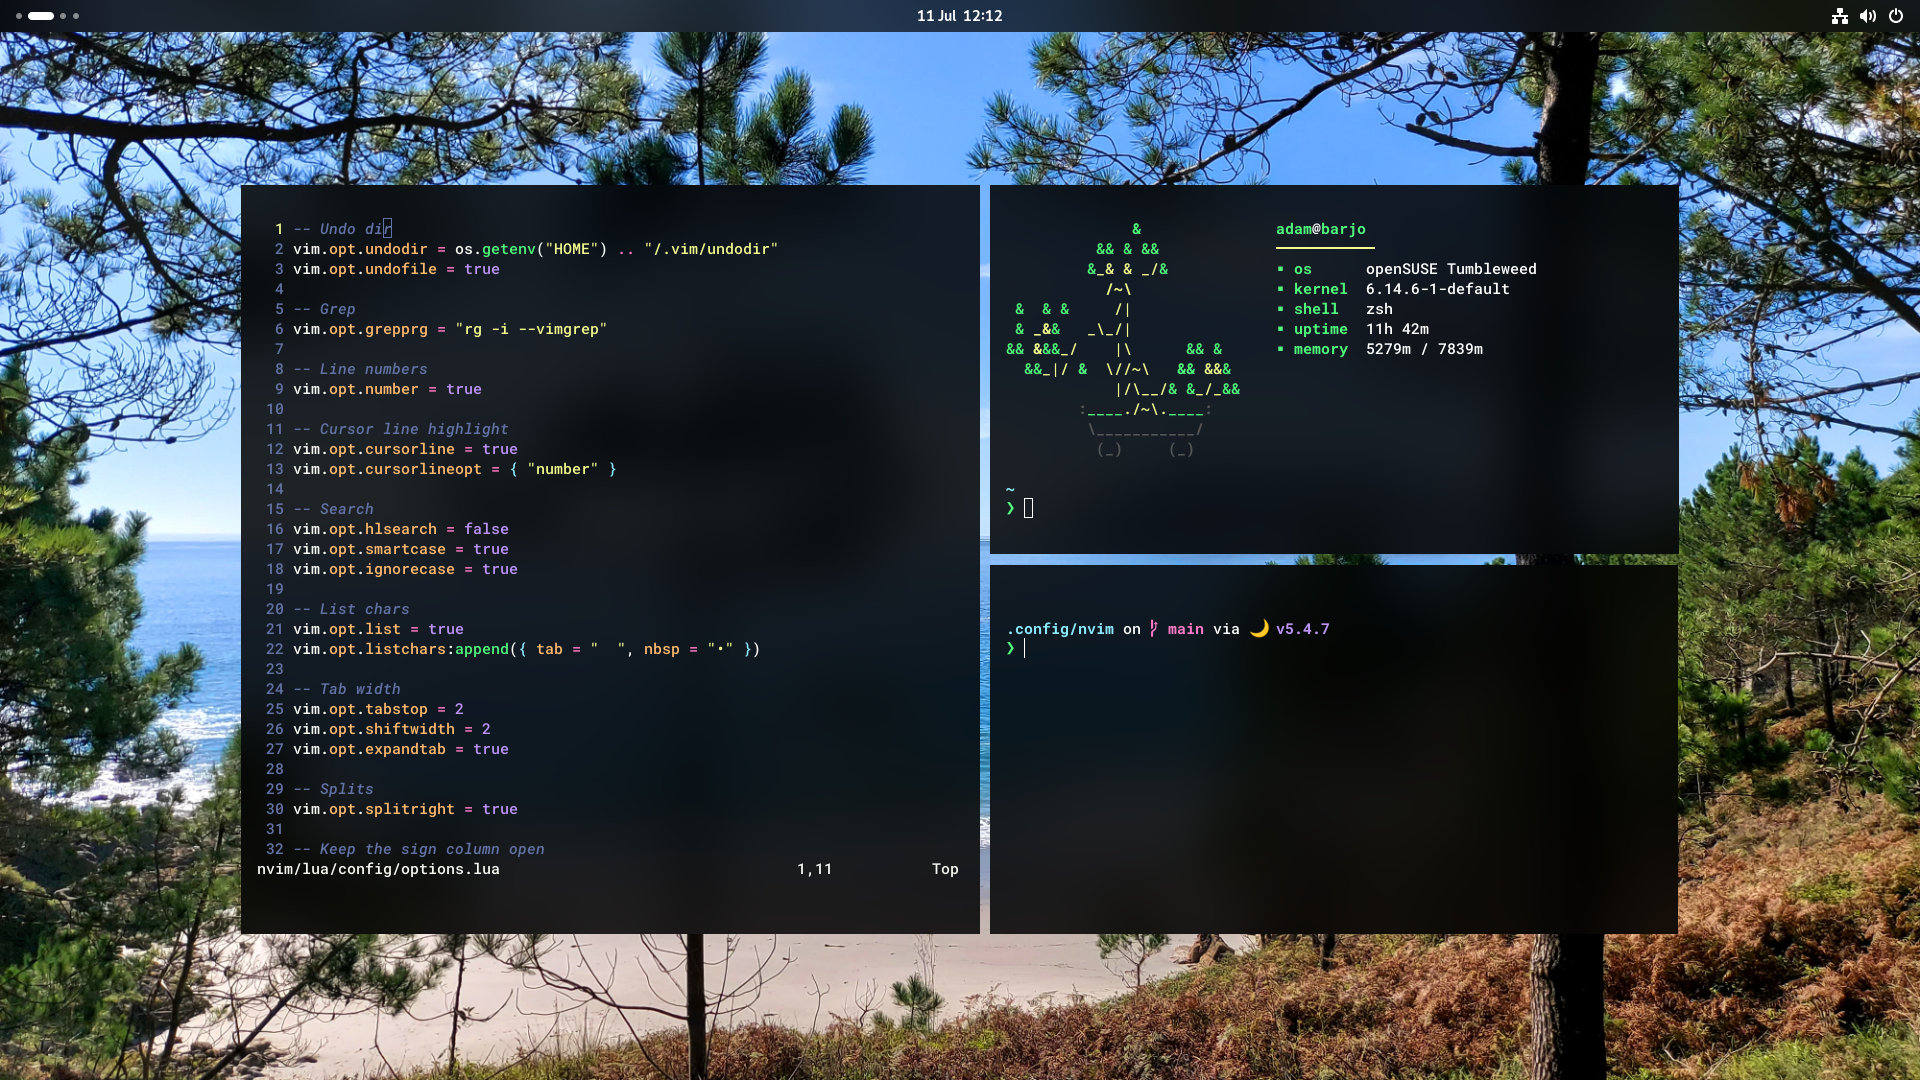 11 Jul 12:12
1 -- Undo dir
2 vim.opt.undodir = os.getenv("HOME") .. "/.vim/undodir"
3 vim.opt.undofile = true
4
5 -- Grep
6 vim.opt.grepprg = "rg -i --vimgrep"
7
8 -- Line numbers
9 vim.opt.number = true
10
11 -- Cursor line highlight
12 vim.opt.cursorline = true
13 vim.opt.cursorlineopt = { "number" }
14
15 -- Search
16 vim.opt.hlsearch = false
17 vim.opt.smartcase = true
18 vim.opt.ignorecase = true
19
20 -- List chars
21 vim.opt.list = true
22 vim.opt.listchars:append({ tab = "  ", nbsp = "•" })
23
24 -- Tab width
25 vim.opt.tabstop = 2
26 vim.opt.shiftwidth = 2
27 vim.opt.expandtab = true
28
29 -- Splits
30 vim.opt.splitright = true
31
32 -- Keep the sign column open
nvim/lua/config/options.lua 1,11 Top
              &
          && & &&
         &_& & _/&
           /~\
 &  & &     /|
 & _&&   _\_/|
&& &&&_/    |\      && &
  &&_|/ &  \//~\   && &&&
            |/\__/& &_/_&&
        :____./~\.____:
         \___________/
          (_)     (_)
adam@barjo
▪ os openSUSE Tumbleweed
▪ kernel 6.14.6-1-default
▪ shell zsh
▪ uptime 11h 42m
▪ memory 5279m / 7839m
~
❯
.config/nvim on main via 🌙 v5.4.7
❯